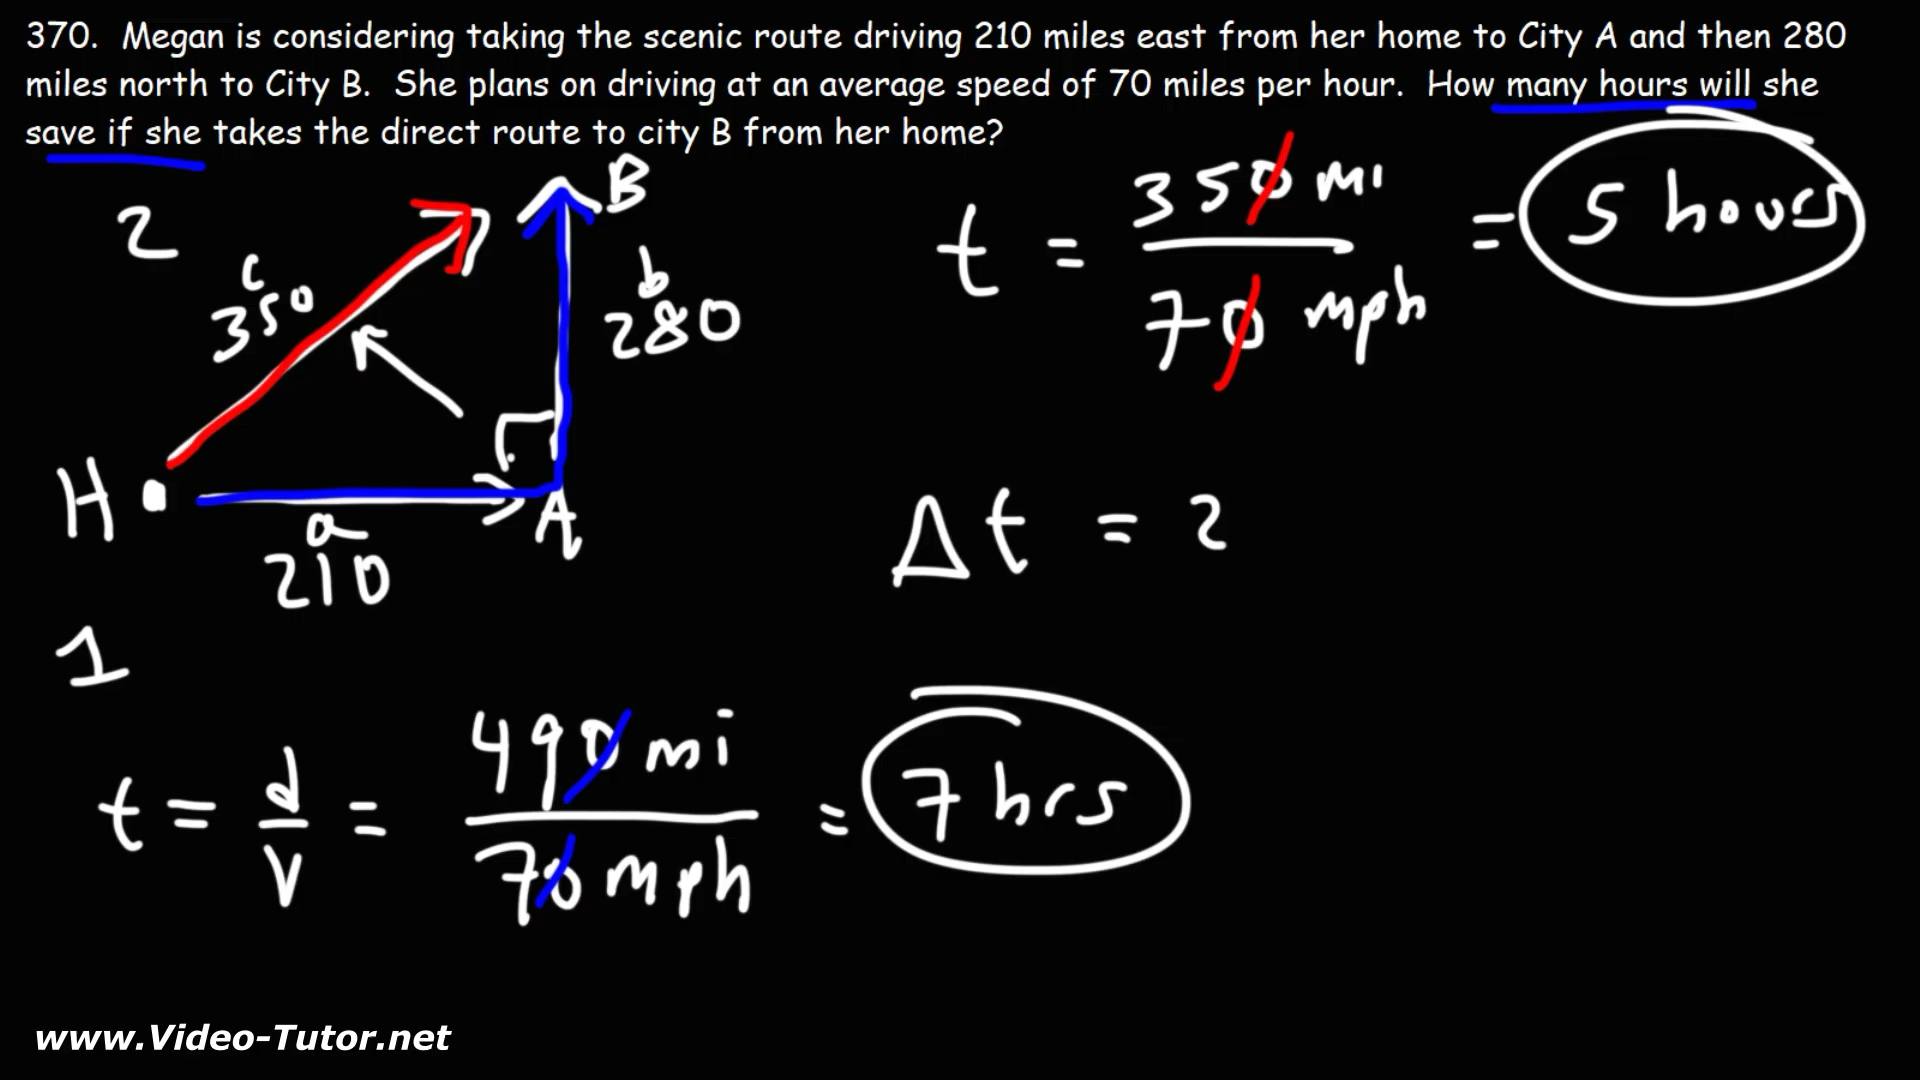 370. Megan is considering taking the scenic route driving 210 miles east from her home to City A and then 280
miles north to City B. She plans on driving at an average speed of 70 miles per hour. How many hours will she
save if she takes the direct route to city B from her home?
2
B
c
350
b
280
H
A
a
210
t = 350 mi / 70 mph = 5 hours
Δt = 2
1
t = d / v = 490 mi / 70 mph = 7 hrs
www.Video-Tutor.net